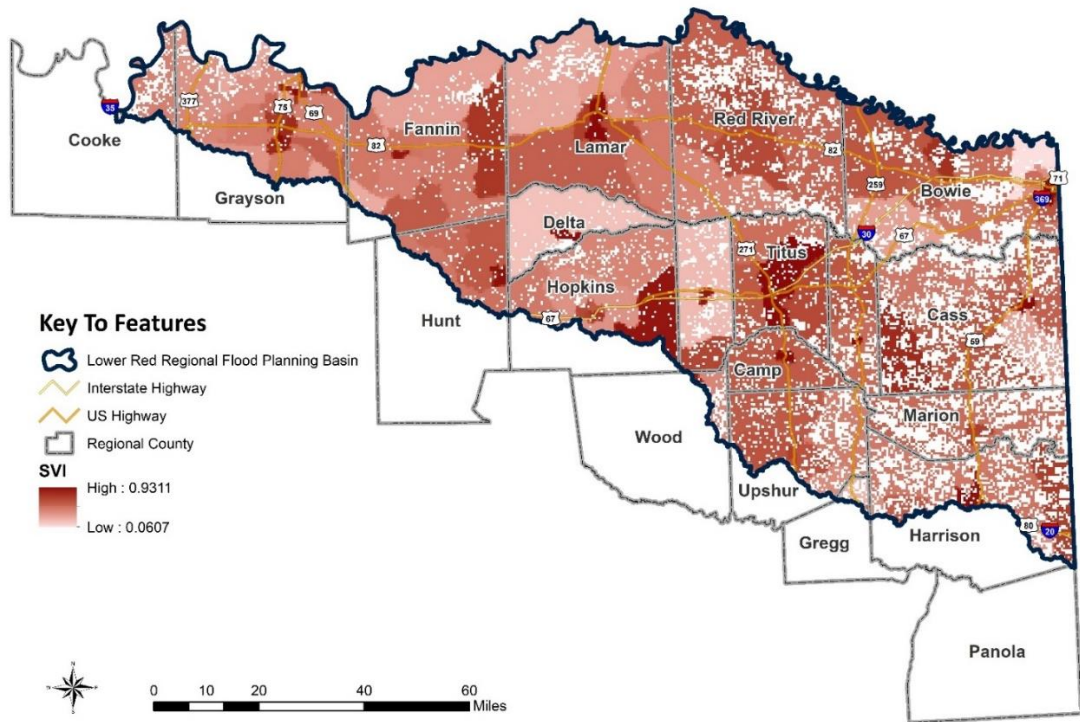 35
Cooke
377
75
69
Grayson
82
Fannin
Lamar
Red River
82
259
Bowie
71
369
30
67
Delta
271
Titus
Hopkins
67
Hunt
Cass
59
Camp
Marion
Wood
Upshur
Gregg
80
20
Harrison
Panola
Key To Features
Lower Red Regional Flood Planning Basin
Interstate Highway
US Highway
Regional County
SVI
High : 0.9311
Low : 0.0607
N
0 10 20 40 60
Miles